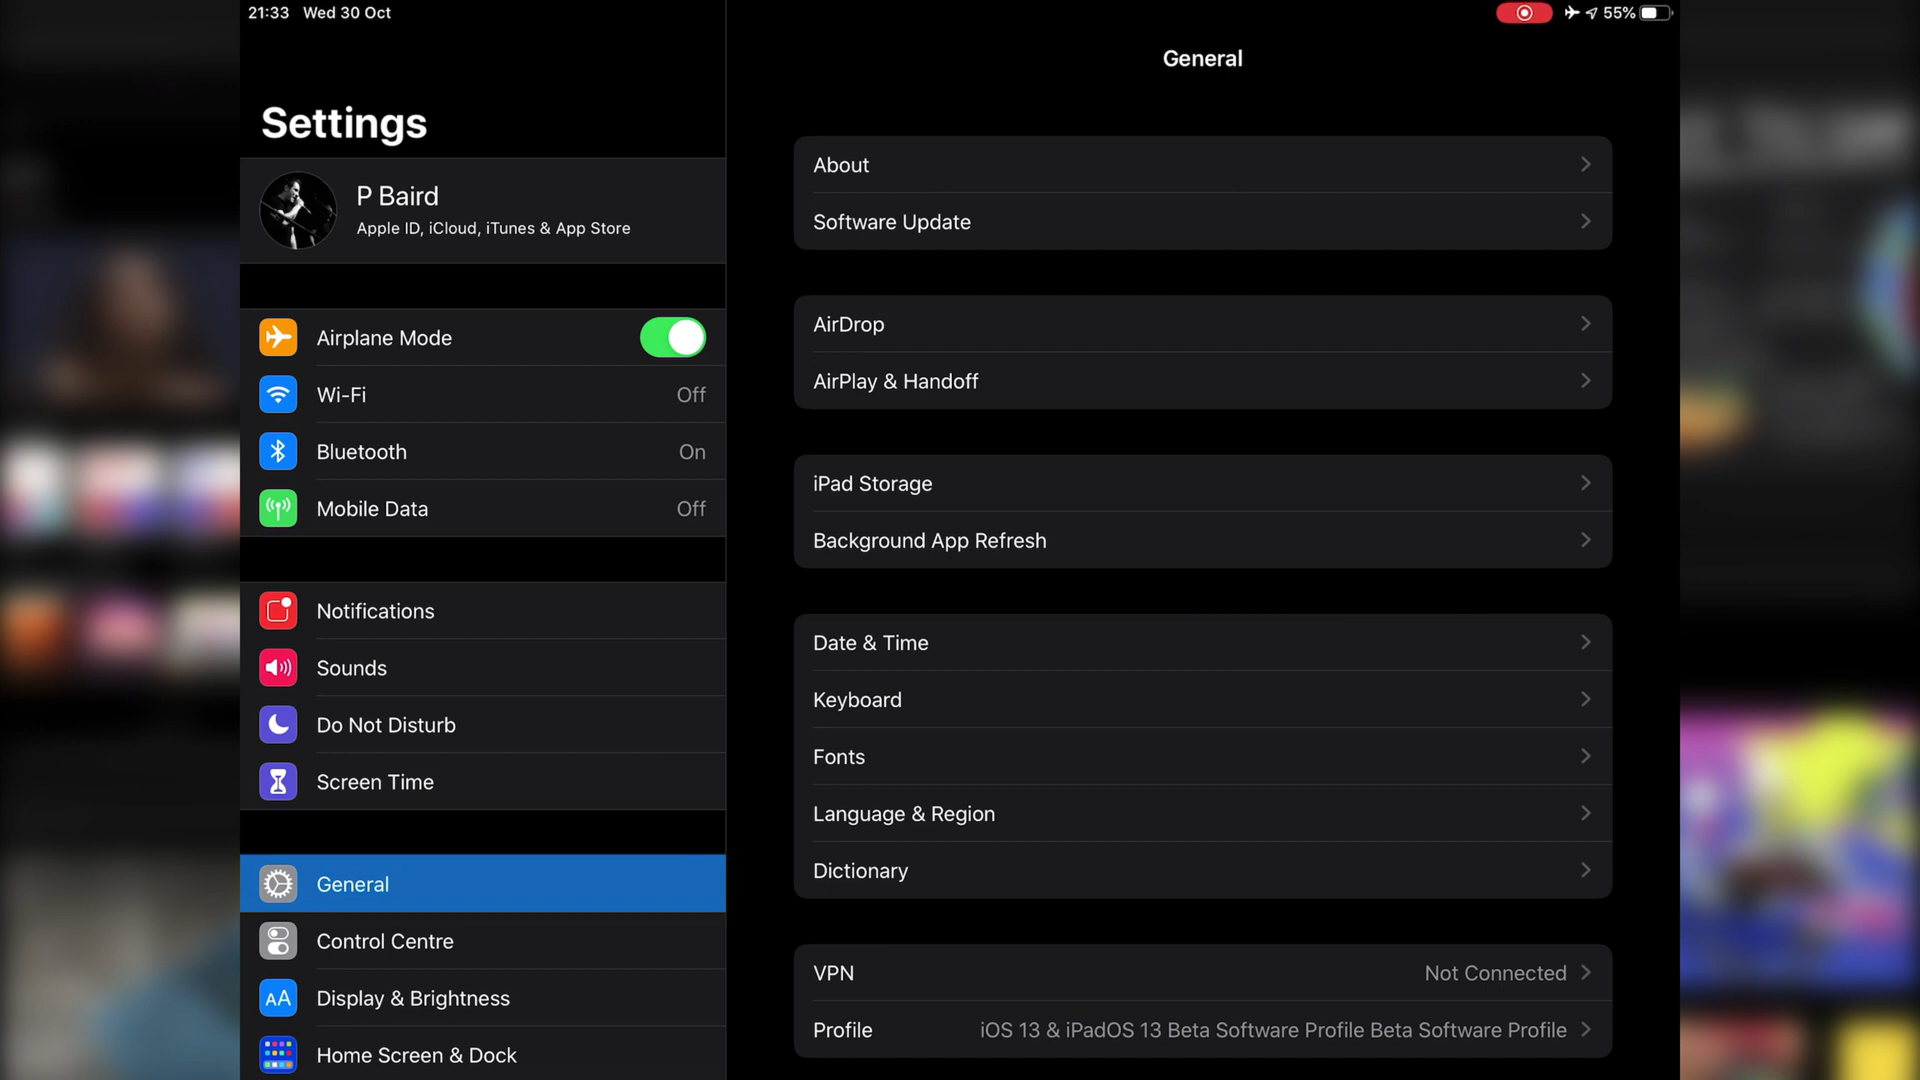 21:33 Wed 30 Oct
55%
Settings
P Baird
Apple ID, iCloud, iTunes & App Store
Airplane Mode
Wi-Fi Off
Bluetooth On
Mobile Data Off
Notifications
Sounds
Do Not Disturb
Screen Time
General
Control Centre
AA Display & Brightness
Home Screen & Dock
General
About
Software Update
AirDrop
AirPlay & Handoff
iPad Storage
Background App Refresh
Date & Time
Keyboard
Fonts
Language & Region
Dictionary
VPN Not Connected
Profile iOS 13 & iPadOS 13 Beta Software Profile Beta Software Profile